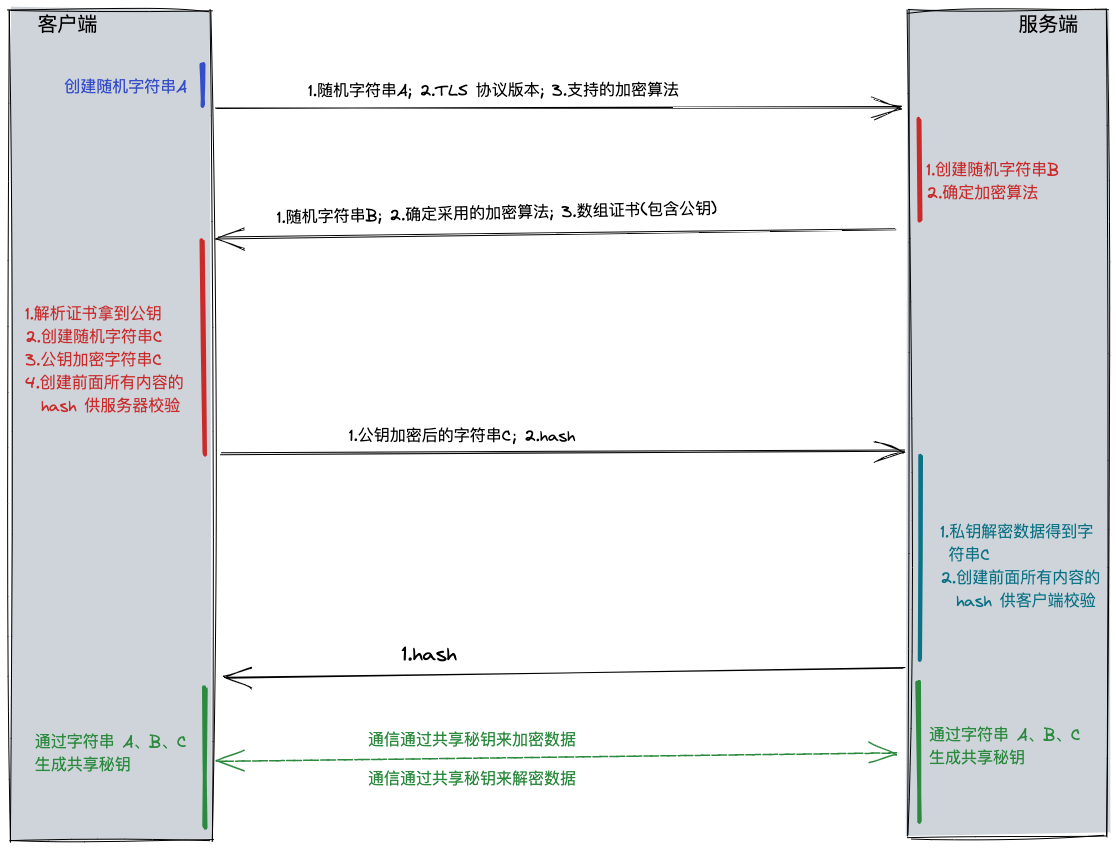 客户端
服务端
创建随机字符串A
1.随机字符串A; 2.TLS 协议版本; 3.支持的加密算法
1.创建随机字符串B
2.确定加密算法
1.随机字符串B; 2.确定采用的加密算法; 3.数组证书(包含公钥)
1.解析证书拿到公钥
2.创建随机字符串C
3.公钥加密字符串C
4.创建前面所有内容的
hash 供服务器校验
1.公钥加密后的字符串C; 2.hash
1.私钥解密数据得到字
符串C
2.创建前面所有内容的
hash 供客户端校验
1.hash
通过字符串 A、B、C
生成共享秘钥
通信通过共享秘钥来加密数据
通信通过共享秘钥来解密数据
通过字符串 A、B、C
生成共享秘钥